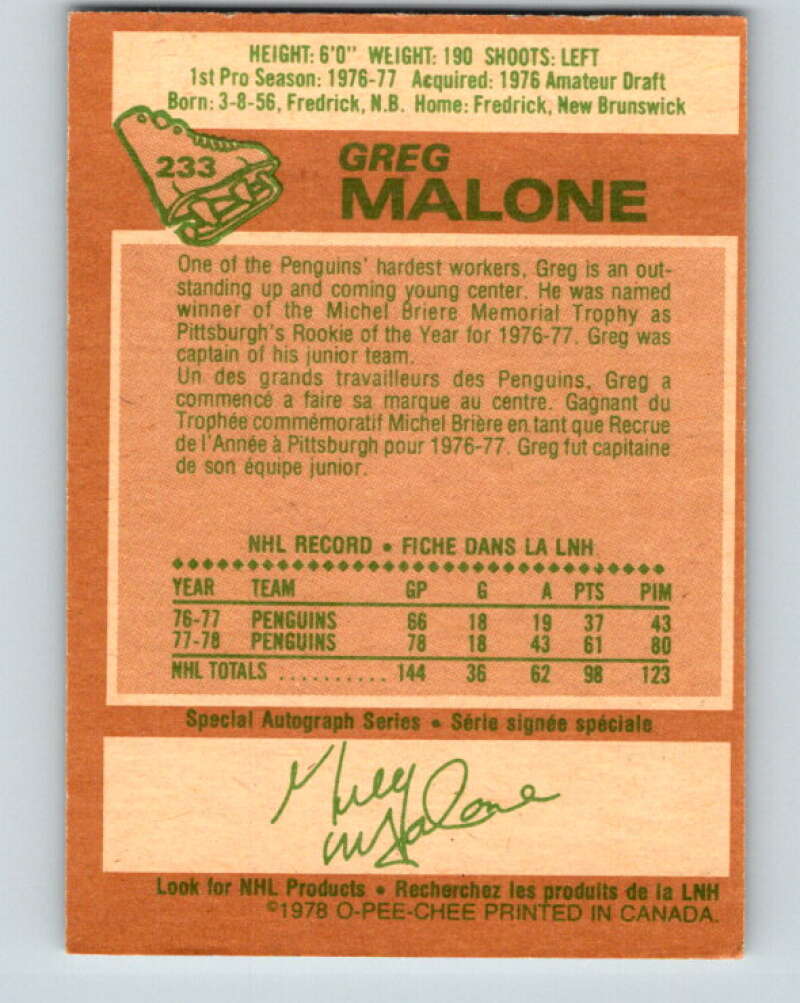 HEIGHT: 6'0" WEIGHT: 190 SHOOTS: LEFT
1st Pro Season: 1976-77 Acquired: 1976 Amateur Draft
Born: 3-8-56, Fredrick, N.B. Home: Fredrick, New Brunswick
233
GREG
MALONE
One of the Penguins' hardest workers, Greg is an out-
standing up and coming young center. He was named
winner of the Michel Briere Memorial Trophy as
Pittsburgh's Rookie of the Year for 1976-77. Greg was
captain of his junior team.
Un des grands travailleurs des Penguins, Greg a
commencé a faire sa marque au centre. Gagnant du
Trophée commémoratif Michel Brière en tant que Recrue
de l'Année à Pittsburgh pour 1976-77. Greg fut capitaine
de son équipe junior.
NHL RECORD • FICHE DANS LA LNH
YEAR TEAM GP G A PTS PIM
76-77 PENGUINS 66 18 19 37 43
77-78 PENGUINS 78 18 43 61 80
NHL TOTALS .......... 144 36 62 98 123
Special Autograph Series • Série signée spéciale
Greg
Malone
Look for NHL Products • Recherchez les produits de la LNH
©1978 O-PEE-CHEE PRINTED IN CANADA.